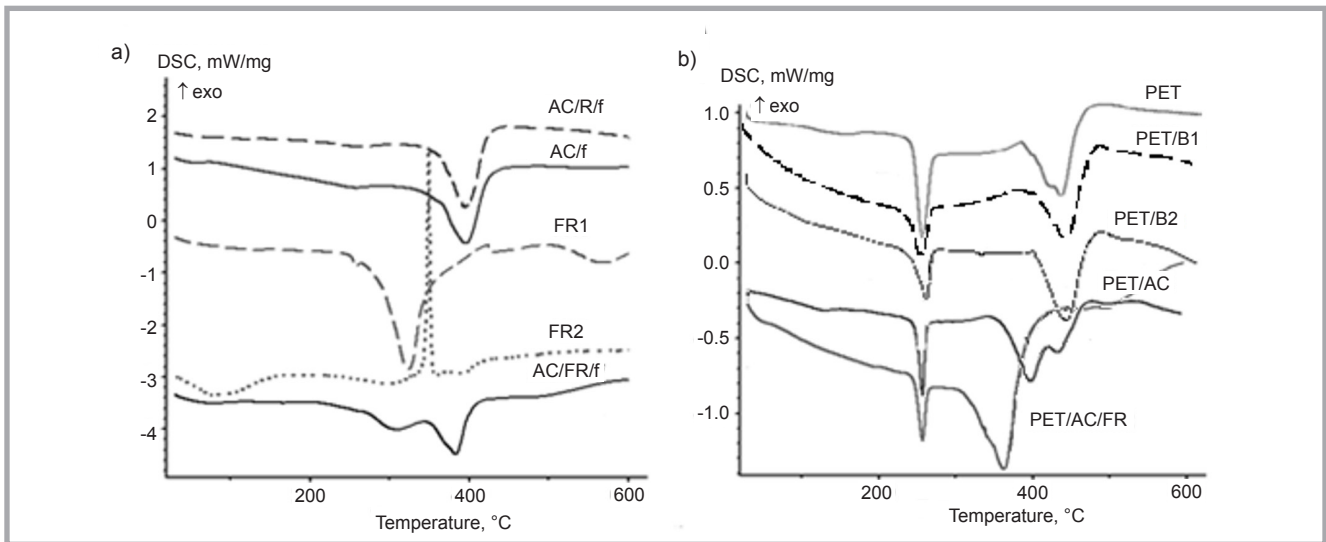 a)
DSC, mW/mg
↑ exo
2
1
0
-1
-2
-3
-4
AC/R/f
AC/f
FR1
FR2
AC/FR/f
200
400
600
Temperature, °C
b)
DSC, mW/mg
↑ exo
1.0
0.5
0.0
-0.5
-1.0
PET
PET/B1
PET/B2
PET/AC
PET/AC/FR
200
400
600
Temperature, °C